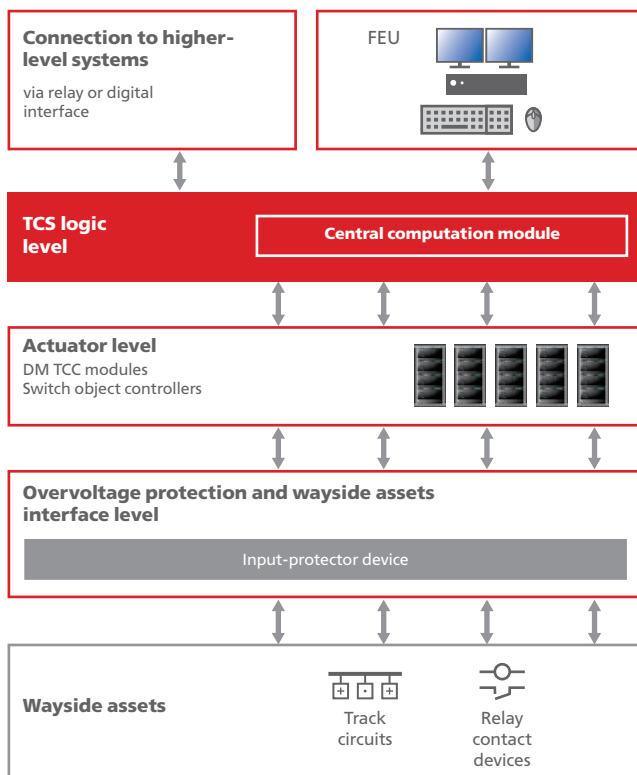 Connection to higher-
level systems
via relay or digital
interface
FEU
TCS logic
level
Central computation module
Actuator level
DM TCC modules
Switch object controllers
Overvoltage protection and wayside assets
interface level
Input-protector device
Wayside assets
Track
circuits
Relay
contact
devices